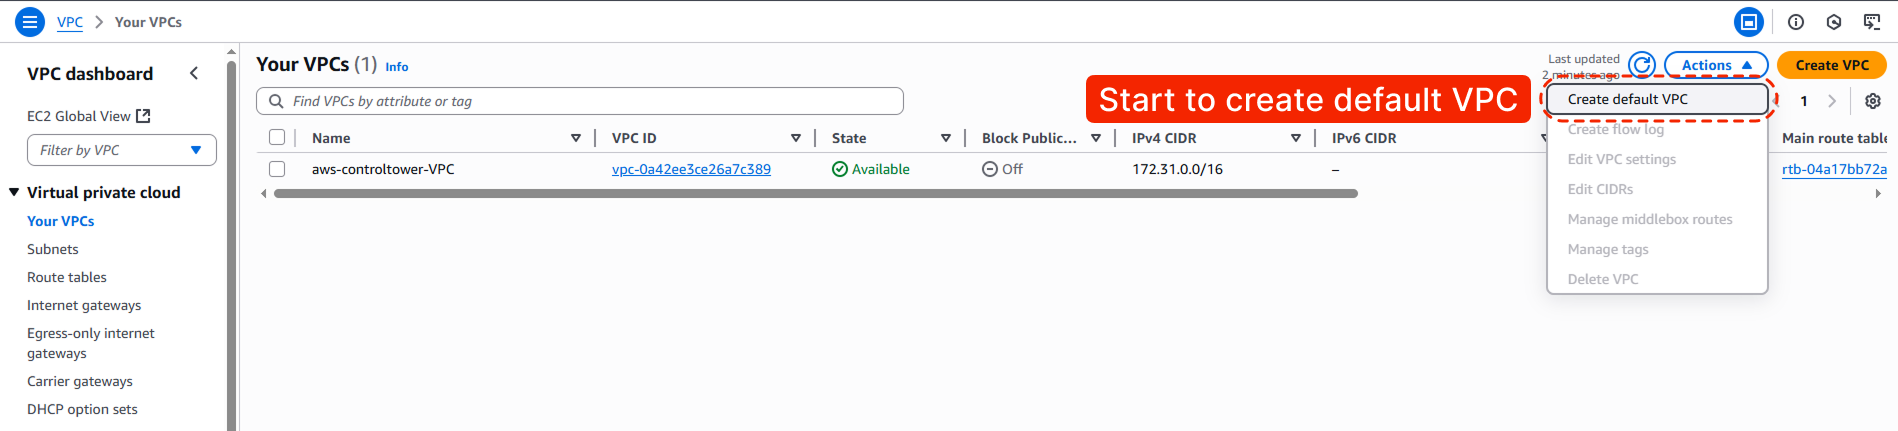 VPC > Your VPCs
VPC dashboard
EC2 Global View
Filter by VPC
Virtual private cloud
Your VPCs
Subnets
Route tables
Internet gateways
Egress-only internet
gateways
Carrier gateways
DHCP option sets
Your VPCs (1) Info
Last updated
2 minutes ago
Actions
Create VPC
Find VPCs by attribute or tag
Start to create default VPC
1
Name VPC ID State Block Public... IPv4 CIDR IPv6 CIDR Main route table
aws-controltower-VPC vpc-0a42ee3ce26a7c389 Available Off 172.31.0.0/16 – rtb-04a17bb72a
Create default VPC
Create flow log
Edit VPC settings
Edit CIDRs
Manage middlebox routes
Manage tags
Delete VPC